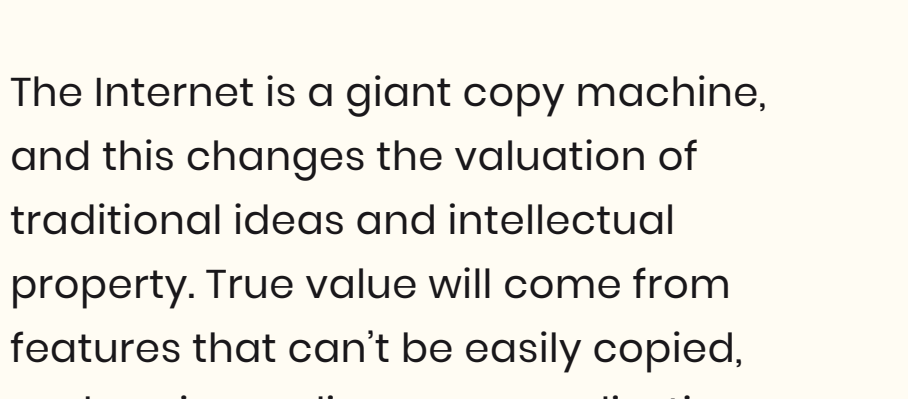 The Internet is a giant copy machine,
and this changes the valuation of
traditional ideas and intellectual
property. True value will come from
features that can’t be easily copied,